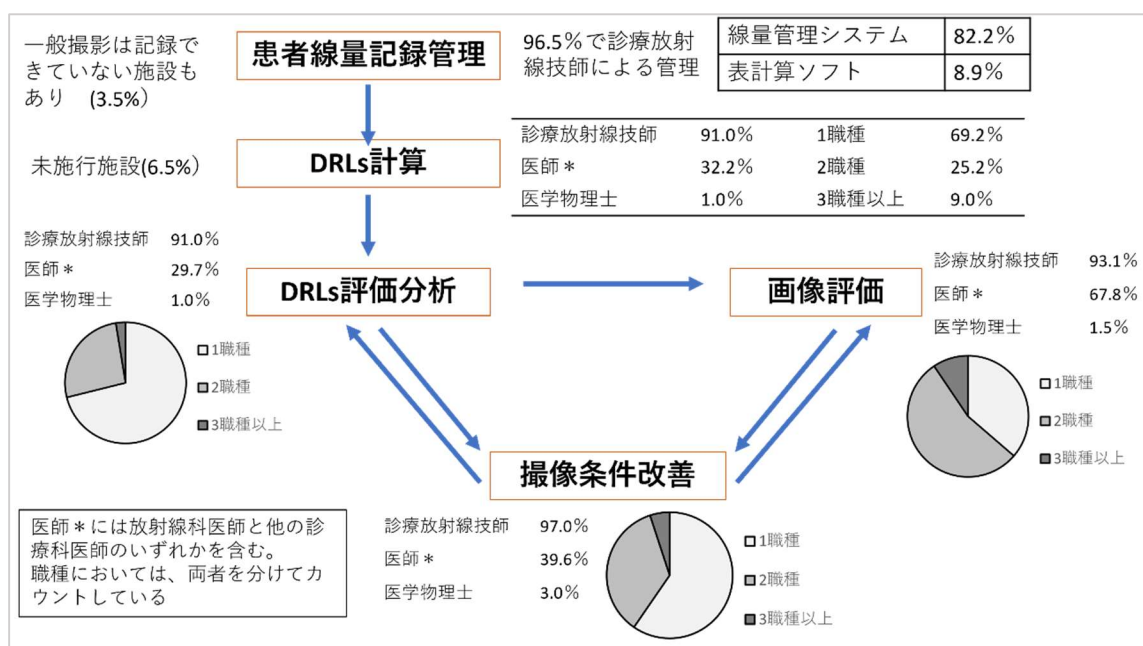 一般撮影は記録で
きていない施設も
あり (3.5%)
患者線量記録管理
96.5%で診療放射
線技師による管理
線量管理システム 82.2%
表計算ソフト 8.9%
未施行施設(6.5%)
DRLs計算
診療放射線技師 91.0% 1職種 69.2%
医師＊ 32.2% 2職種 25.2%
医学物理士 1.0% 3職種以上 9.0%
診療放射線技師 91.0%
医師＊ 29.7%
医学物理士 1.0%
1職種
2職種
3職種以上
DRLs評価分析
画像評価
診療放射線技師 93.1%
医師＊ 67.8%
医学物理士 1.5%
1職種
2職種
3職種以上
撮像条件改善
診療放射線技師 97.0%
医師＊ 39.6%
医学物理士 3.0%
1職種
2職種
3職種以上
医師＊には放射線科医師と他の診
療科医師のいずれかを含む。
職種においては、両者を分けてカ
ウントしている